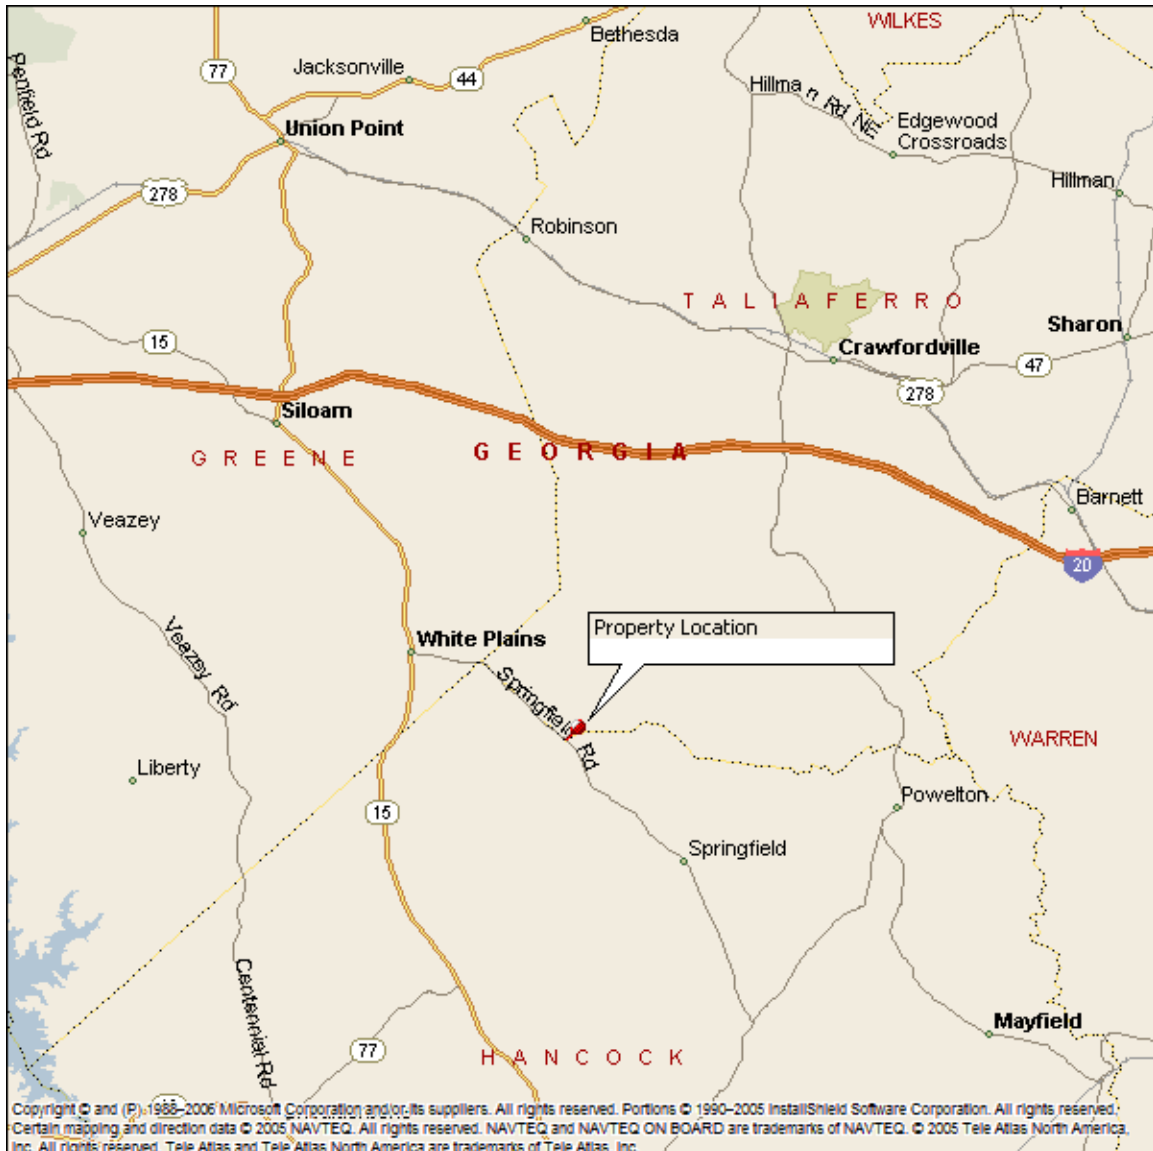 WILKES
Bethesda
77
Jacksonville
44
Penfield Rd
Hillman Rd NE
Union Point
Edgewood
Crossroads
278
Hillman
Robinson
TALIAFERRO
Sharon
15
Crawfordville
47
278
Siloam
GREENE
GEORGIA
Barnett
Veazey
20
Property Location
White Plains
Veazey Rd
Springfield Rd
WARREN
Liberty
Powelton
15
Springfield
Centennial Rd
Mayfield
77
HANCOCK
Copyright © and (P) 1988–2006 Microsoft Corporation and/or its suppliers. All rights reserved. Portions © 1990–2005 InstallShield Software Corporation. All rights reserved.
Certain mapping and direction data © 2005 NAVTEQ. All rights reserved. NAVTEQ and NAVTEQ ON BOARD are trademarks of NAVTEQ. © 2005 Tele Atlas North America,
Inc. All rights reserved. Tele Atlas and Tele Atlas North America are trademarks of Tele Atlas, Inc.